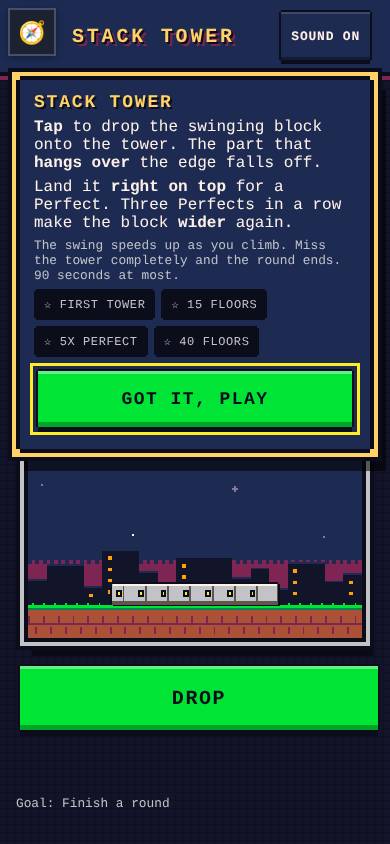 STACK TOWER
SOUND ON
STACK TOWER
Tap to drop the swinging block
onto the tower. The part that
hangs over the edge falls off.
Land it right on top for a
Perfect. Three Perfects in a row
make the block wider again.
The swing speeds up as you climb. Miss
the tower completely and the round ends.
90 seconds at most.
☆ FIRST TOWER
☆ 15 FLOORS
☆ 5X PERFECT
☆ 40 FLOORS
GOT IT, PLAY
DROP
Goal: Finish a round